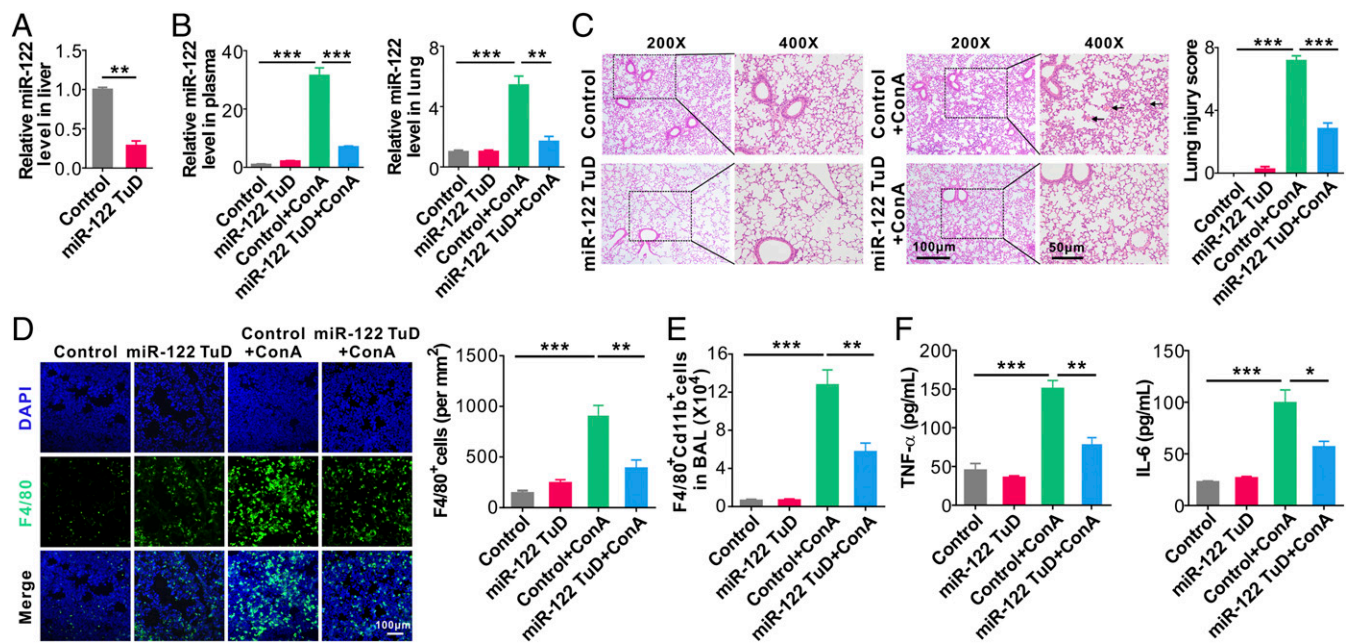 A
Relative miR-122
level in liver
1.5
1.0
0.5
0.0
**
Control
miR-122 TuD
B
Relative miR-122
level in plasma
60
40
20
0
*** ***
Control
miR-122 TuD
Control+ConA
miR-122 TuD+ConA
Relative miR-122
level in lung
8
4
0
*** **
Control
miR-122 TuD
Control+ConA
miR-122 TuD+ConA
C
200X 400X 200X 400X
Control
Control
+ConA
miR-122 TuD
miR-122 TuD
+ConA
100μm 50μm
Lung injury score
8
4
0
*** ***
Control
miR-122 TuD
Control+ConA
miR-122 TuD+ConA
D
Control miR-122 TuD Control
+ConA miR-122 TuD
+ConA
DAPI
F4/80
Merge
100μm
F4/80+cells (per mm²)
1500
1000
500
0
*** **
Control
miR-122 TuD
Control+ConA
miR-122 TuD+ConA
E
F4/80+Cd11b+cells
in BAL (X10⁴)
16
12
8
4
0
*** **
Control
miR-122 TuD
Control+ConA
miR-122 TuD+ConA
F
TNF-α (pg/mL)
200
150
100
50
0
*** **
Control
miR-122 TuD
Control+ConA
miR-122 TuD+ConA
IL-6 (pg/mL)
150
100
50
0
*** *
Control
miR-122 TuD
Control+ConA
miR-122 TuD+ConA